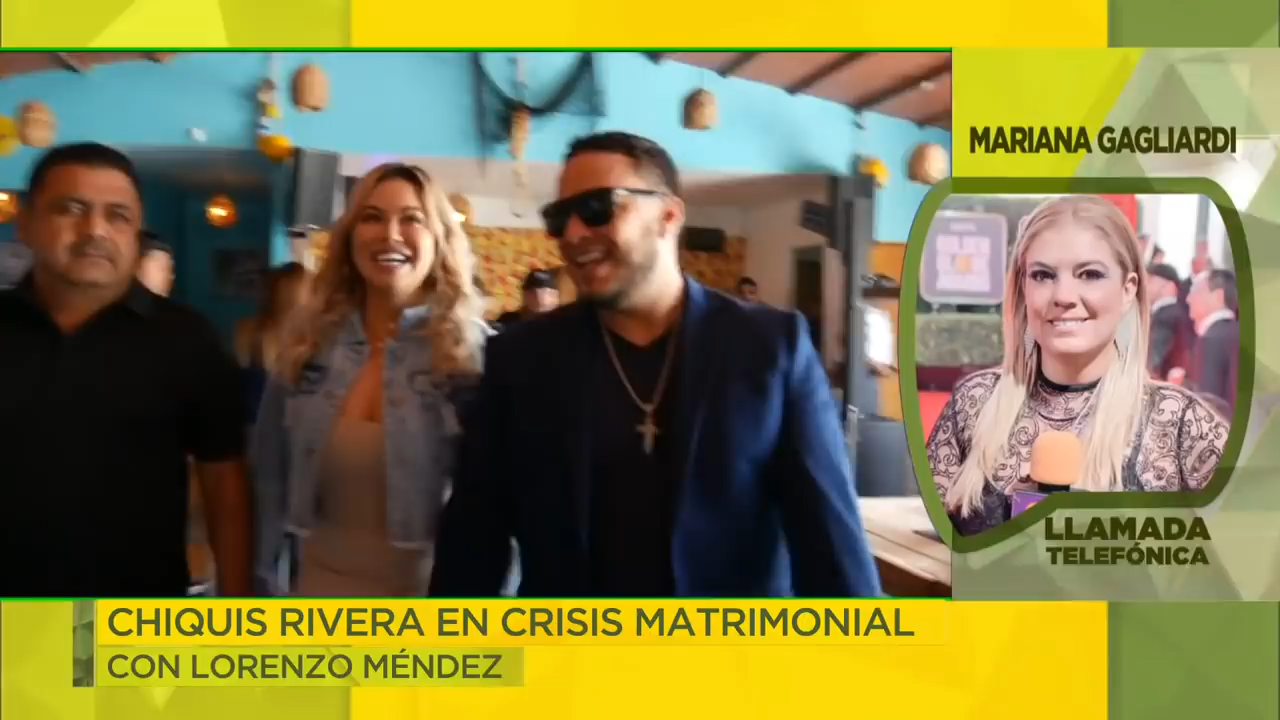 MARIANA GAGLIARDI
LLAMADA
TELEFÓNICA
CHIQUIS RIVERA EN CRISIS MATRIMONIAL
CON LORENZO MÉNDEZ